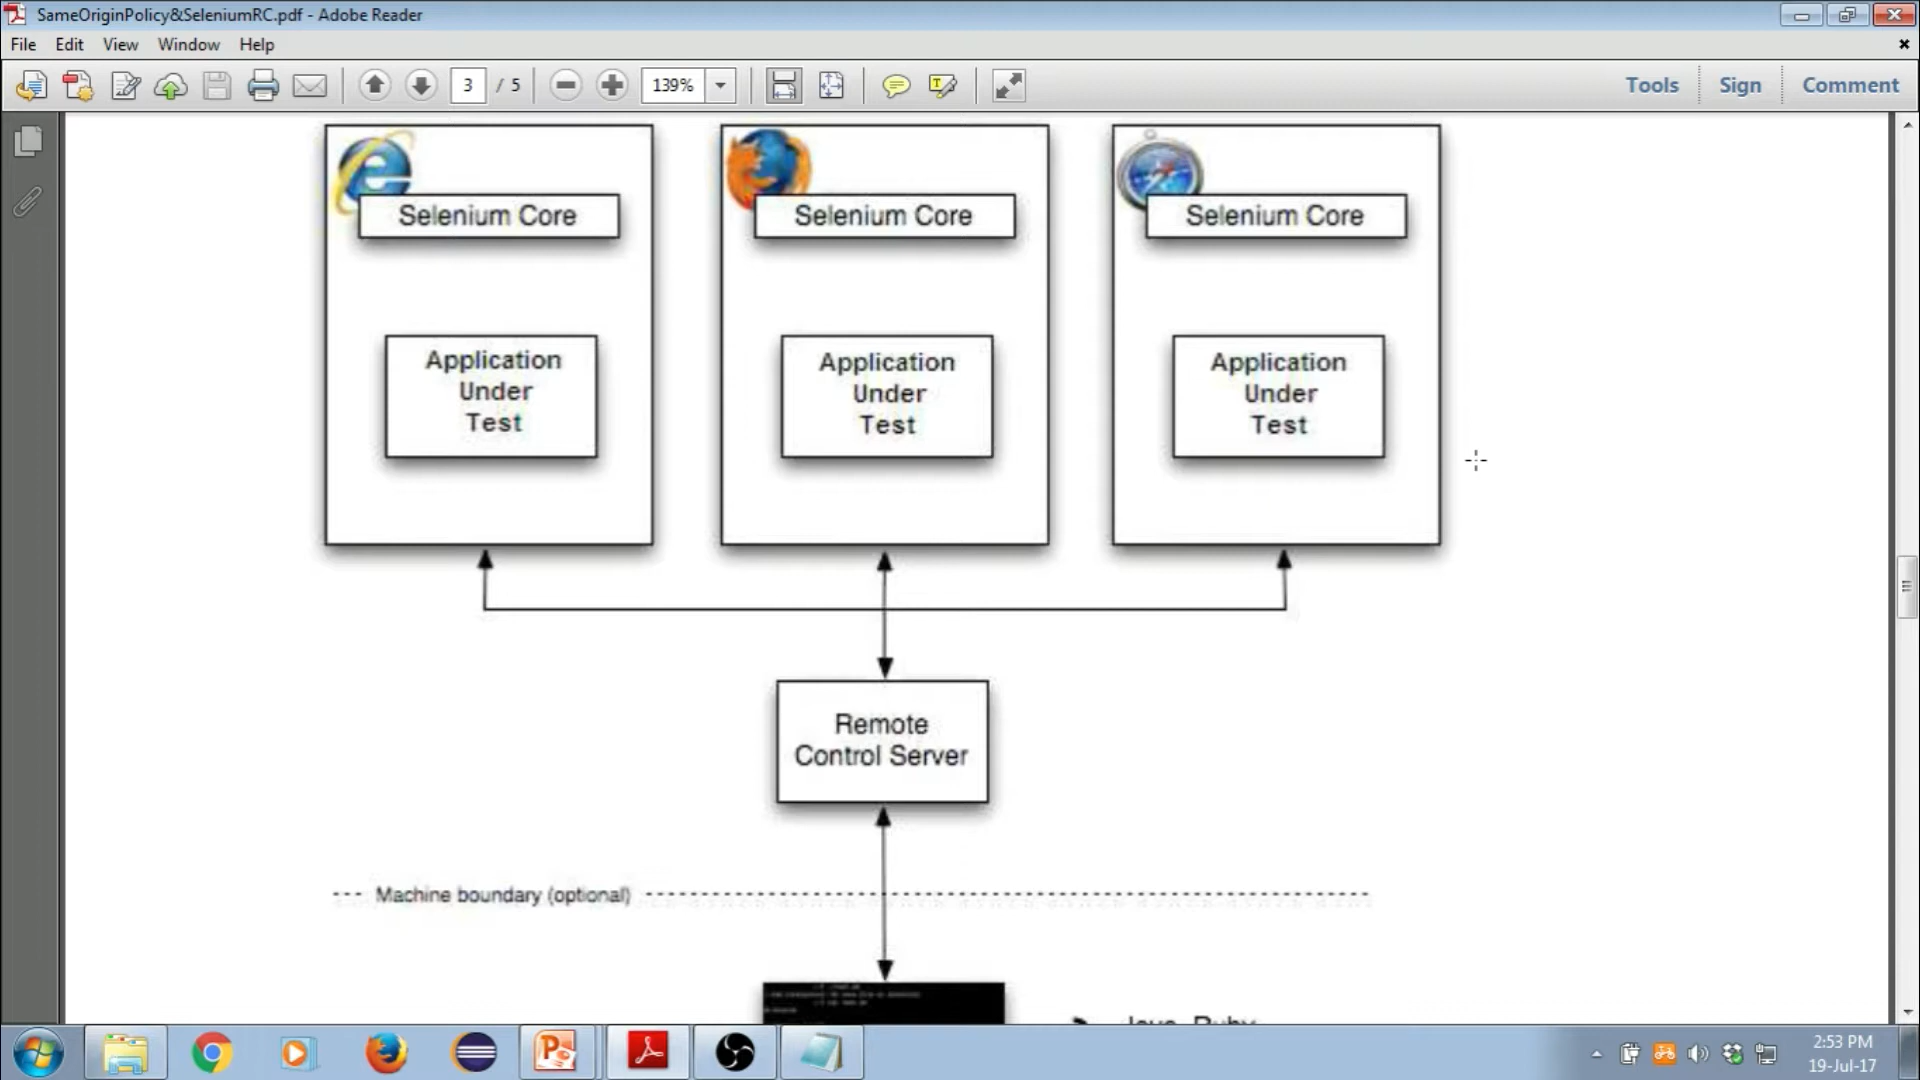 SameOriginPolicy&SeleniumRC.pdf - Adobe Reader
File Edit View Window Help
3 / 5 139% Tools Sign Comment
Selenium Core Selenium Core Selenium Core
Application Under Test
Application Under Test
Application Under Test
Remote
Control Server
Machine boundary (optional)
Java, Ruby
2:53 PM
19-Jul-17